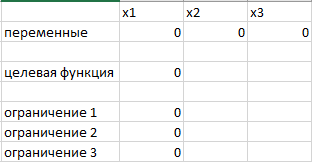 x1 x2 x3
переменные 0 0 0
целевая функция 0
ограничение 1 0
ограничение 2 0
ограничение 3 0